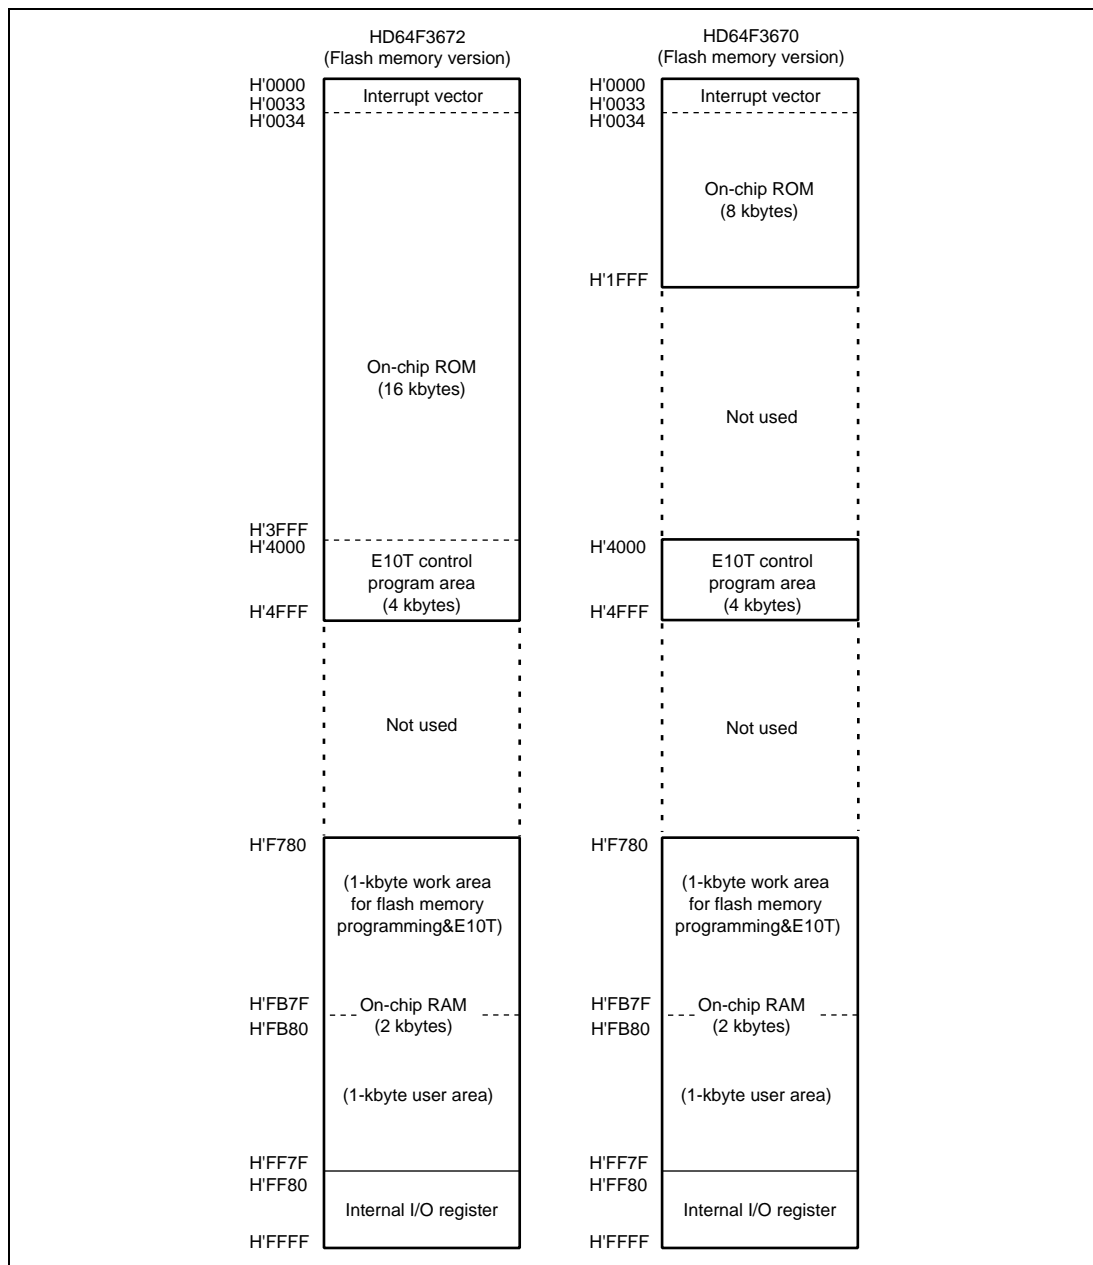 HD64F3672
(Flash memory version)
H'0000
Interrupt vector
H'0033
H'0034
On-chip ROM
(16 kbytes)
H'3FFF
H'4000
E10T control
program area
(4 kbytes)
H'4FFF
Not used
H'F780
(1-kbyte work area
for flash memory
programming&E10T)
H'FB7F
On-chip RAM
(2 kbytes)
H'FB80
(1-kbyte user area)
H'FF7F
H'FF80
Internal I/O register
H'FFFF
HD64F3670
(Flash memory version)
H'0000
Interrupt vector
H'0033
H'0034
On-chip ROM
(8 kbytes)
H'1FFF
Not used
H'4000
E10T control
program area
(4 kbytes)
H'4FFF
Not used
H'F780
(1-kbyte work area
for flash memory
programming&E10T)
H'FB7F
On-chip RAM
(2 kbytes)
H'FB80
(1-kbyte user area)
H'FF7F
H'FF80
Internal I/O register
H'FFFF